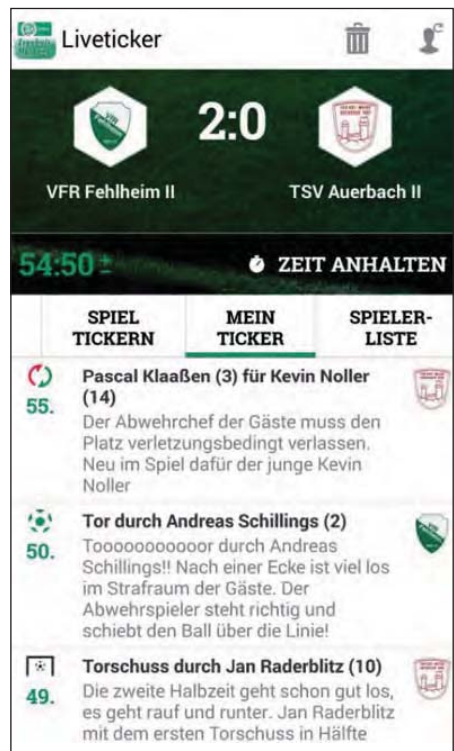 Liveticker
2:0
VFR Fehlheim II
TSV Auerbach II
54:50 ±
ZEIT ANHALTEN
SPIEL
TICKERN
MEIN
TICKER
SPIELER-
LISTE
55.
Pascal Klaaßen (3) für Kevin Noller
(14)
Der Abwehrchef der Gäste muss den
Platz verletzungsbedingt verlassen.
Neu im Spiel dafür der junge Kevin
Noller
50.
Tor durch Andreas Schillings (2)
Tooooooooooor durch Andreas
Schillings!! Nach einer Ecke ist viel los
im Strafraum der Gäste. Der
Abwehrspieler steht richtig und
schiebt den Ball über die Linie!
49.
Torschuss durch Jan Raderblitz (10)
Die zweite Halbzeit geht schon gut los,
es geht rauf und runter. Jan Raderblitz
mit dem ersten Torschuss in Hälfte